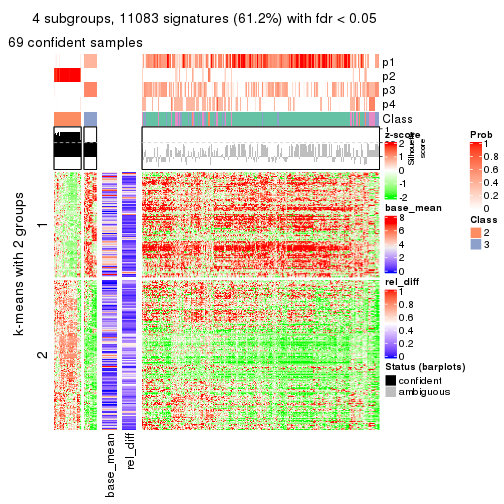 4 subgroups, 11083 signatures (61.2%) with fdr < 0.05
69 confident samples
p1
p2
p3
p4
Class
1
Silhouette
score
z-score
2
1
0
-1
-2
base_mean
8
6
4
2
0
rel_diff
1
0.8
0.6
0.4
0.2
0
Status (barplots)
confident
ambiguous
Prob
1
0.8
0.6
0.4
0.2
0
Class
2
3
k-means with 2 groups
1
2
base_mean
rel_diff